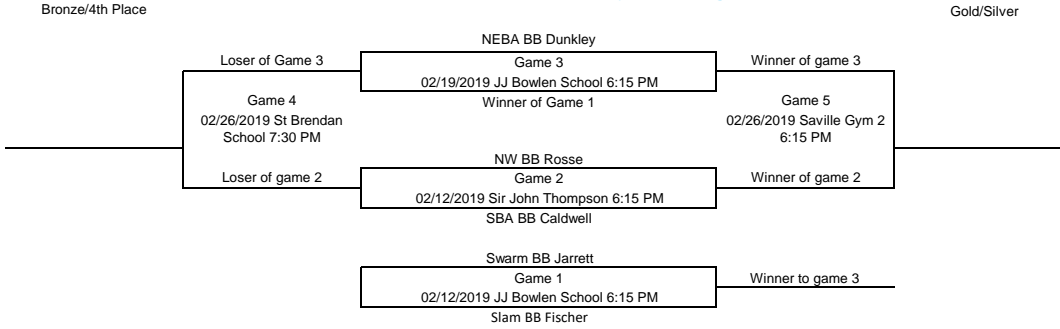 Bronze/4th Place
Gold/Silver
NEBA BB Dunkley
Loser of Game 3
Game 3
Winner of game 3
02/19/2019 JJ Bowlen School 6:15 PM
Game 4
Winner of Game 1
Game 5
02/26/2019 St Brendan
School 7:30 PM
02/26/2019 Saville Gym 2
6:15 PM
NW BB Rosse
Loser of game 2
Game 2
Winner of game 2
02/12/2019 Sir John Thompson 6:15 PM
SBA BB Caldwell
Swarm BB Jarrett
Game 1
Winner to game 3
02/12/2019 JJ Bowlen School 6:15 PM
Slam BB Fischer